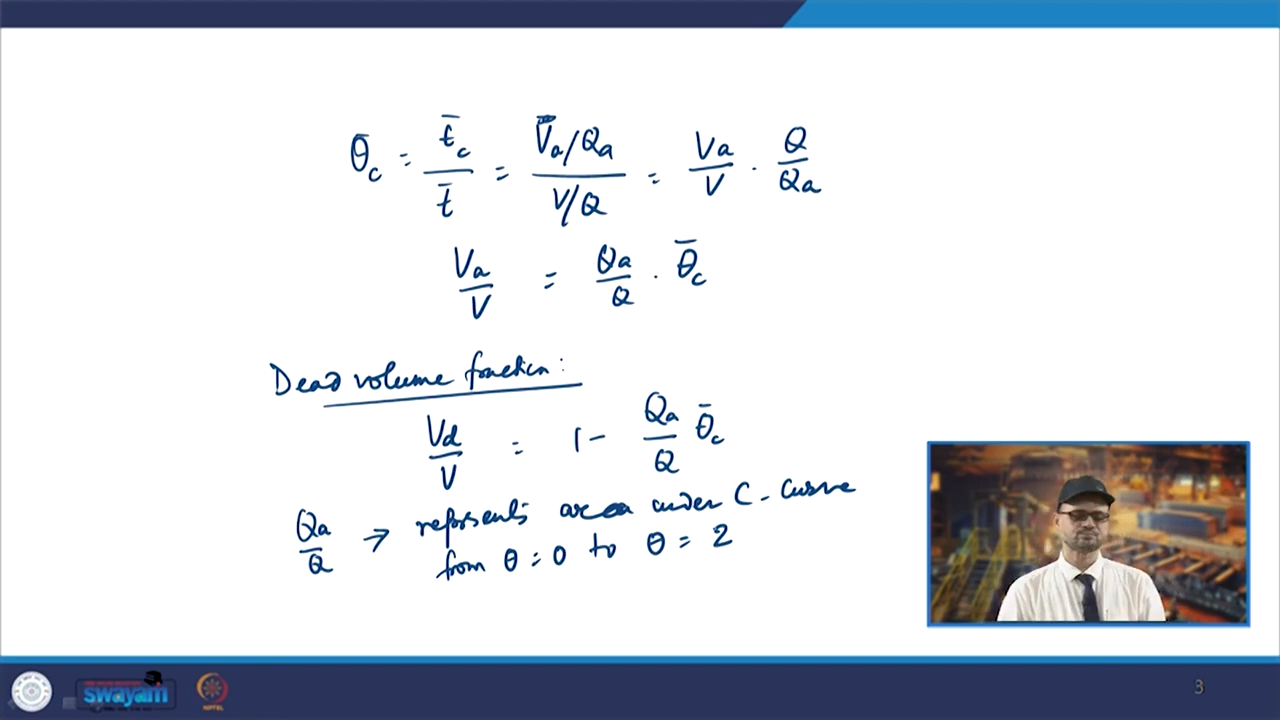 θ̄c = t̄c / t̄ = (V̄a/Qa) / (V/Q) = Va/V · Q/Qa
Va/V = Qa/Q · θ̄c
Dead volume fraction:
Vd/V = 1 - Qa/Q θ̄c
Qa/Q → represents area under C-curve
from θ = 0 to θ = 2
3
swayam